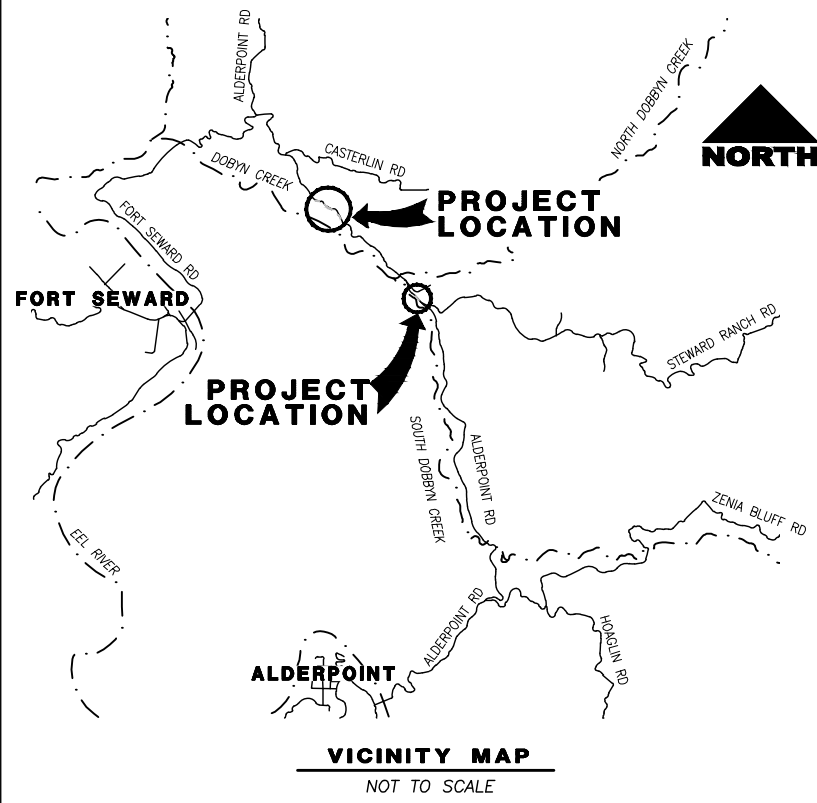 ALDERPOINT RD
NORTH DOBBYN CREEK
NORTH
CASTERLIN RD
DOBYN CREEK
PROJECT
LOCATION
FORT SEWARD RD
FORT SEWARD
STEWARD RANCH RD
PROJECT
LOCATION
SOUTH DOBBYN CREEK
ALDERPOINT RD
ZENIA BLUFF RD
EEL RIVER
ALDERPOINT RD
HOAGLIN RD
ALDERPOINT
VICINITY MAP
NOT TO SCALE